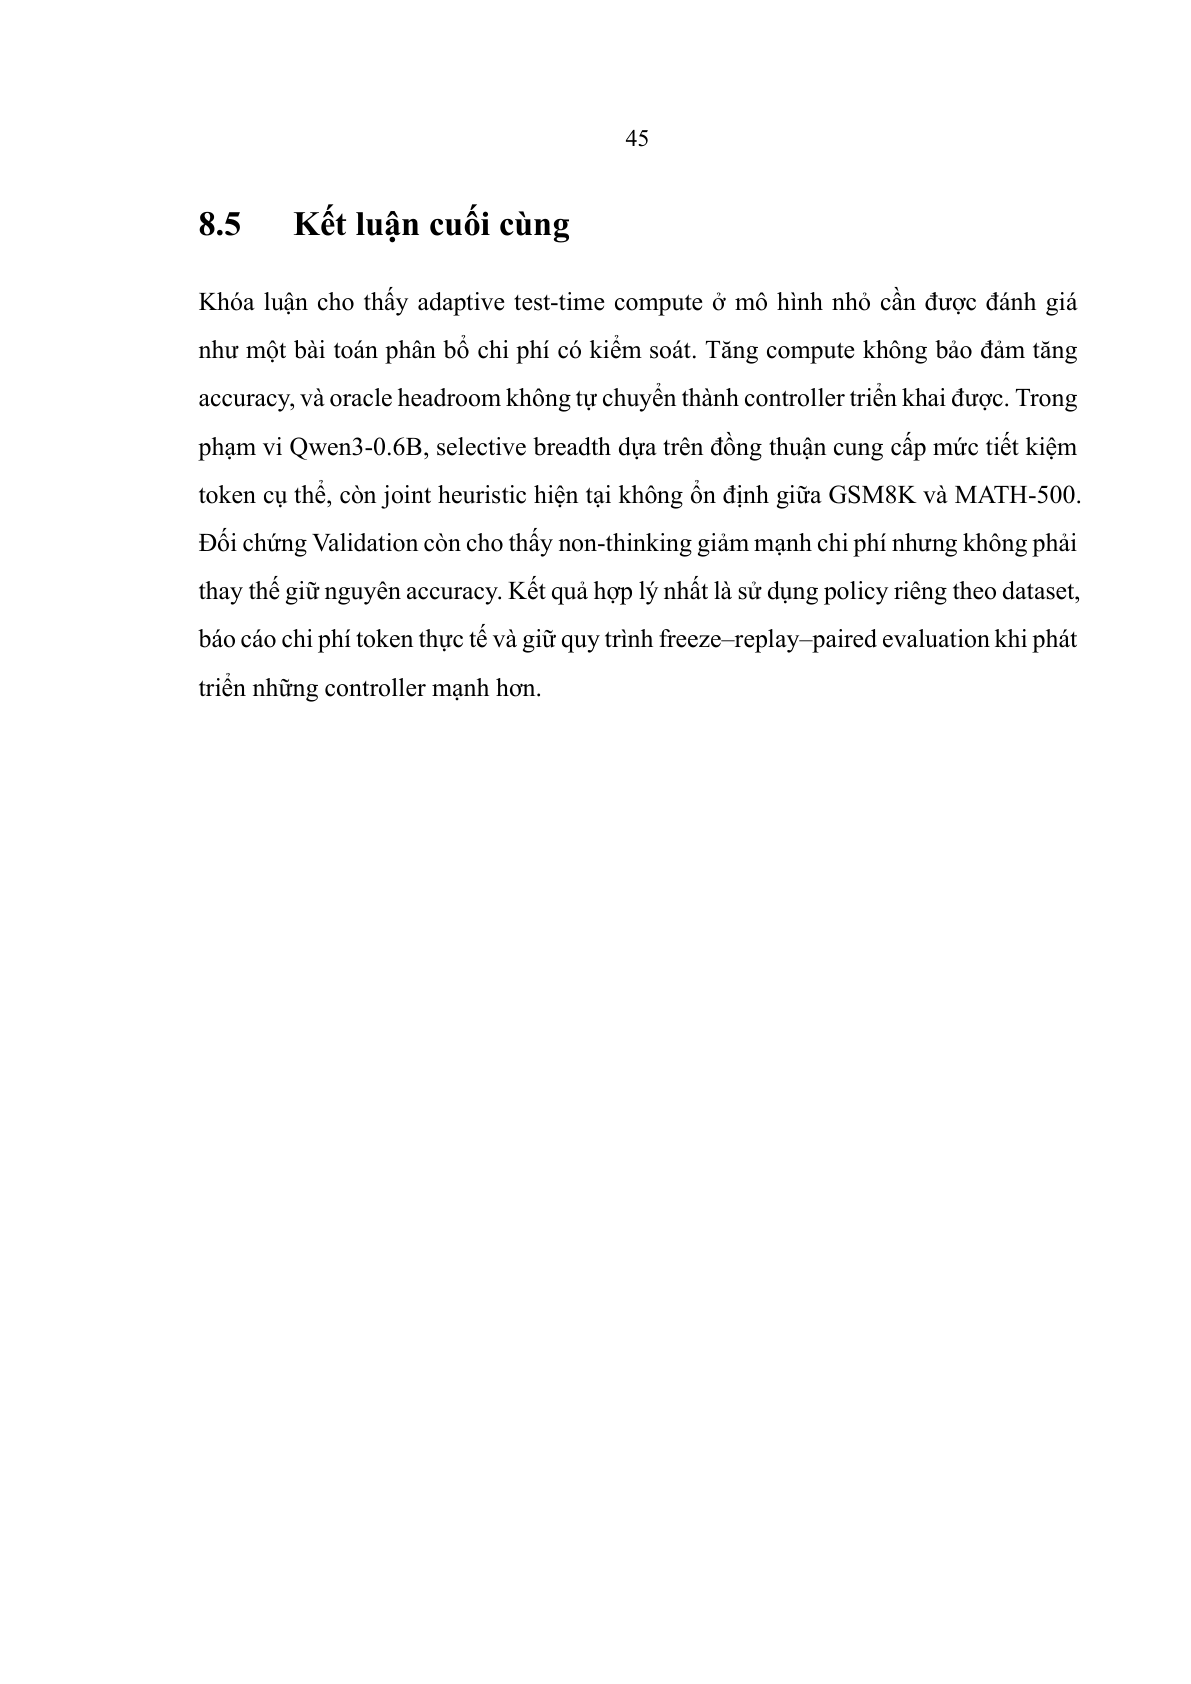 45
8.5 Kết luận cuối cùng
Khóa luận cho thấy adaptive test-time compute ở mô hình nhỏ cần được đánh giá
như một bài toán phân bổ chi phí có kiểm soát. Tăng compute không bảo đảm tăng
accuracy, và oracle headroom không tự chuyển thành controller triển khai được. Trong
phạm vi Qwen3-0.6B, selective breadth dựa trên đồng thuận cung cấp mức tiết kiệm
token cụ thể, còn joint heuristic hiện tại không ổn định giữa GSM8K và MATH-500.
Đối chứng Validation còn cho thấy non-thinking giảm mạnh chi phí nhưng không phải
thay thế giữ nguyên accuracy. Kết quả hợp lý nhất là sử dụng policy riêng theo dataset,
báo cáo chi phí token thực tế và giữ quy trình freeze–replay–paired evaluation khi phát
triển những controller mạnh hơn.